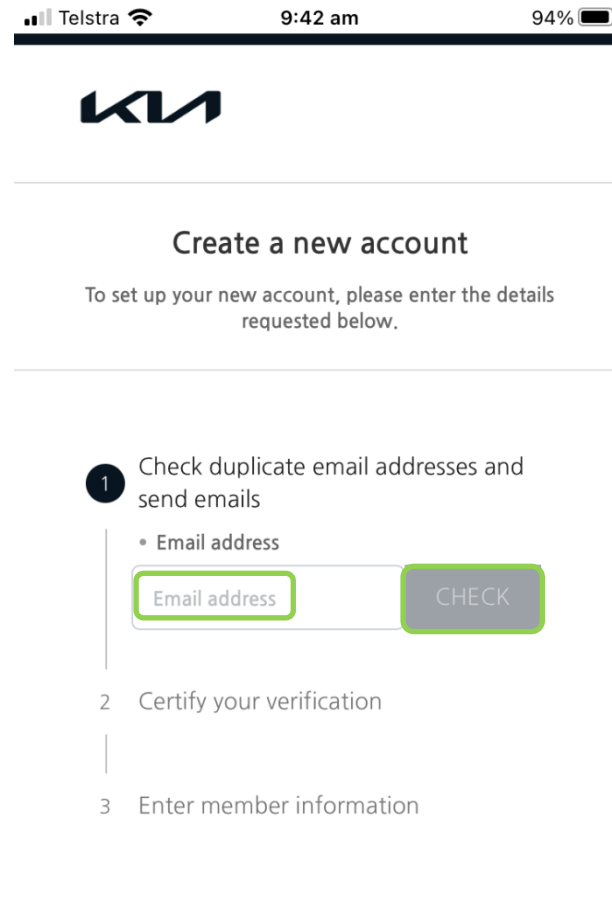 Telstra 9:42 am 94%
KIA
Create a new account
To set up your new account, please enter the details
requested below.
1 Check duplicate email addresses and
send emails
• Email address
Email address CHECK
2 Certify your verification
3 Enter member information